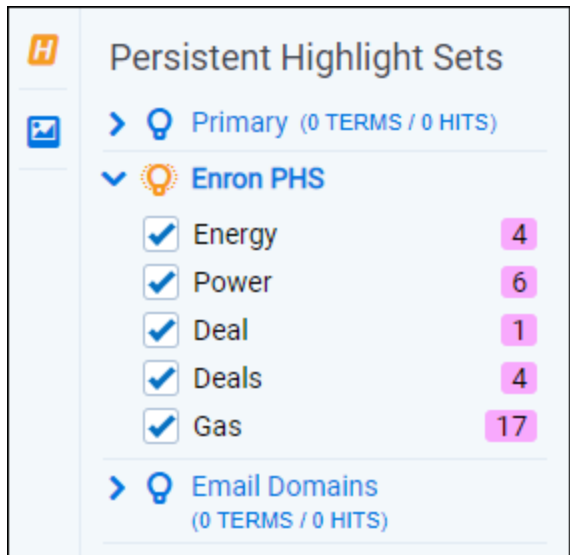 H
Persistent Highlight Sets
Primary (0 TERMS / 0 HITS)
Enron PHS
Energy 4
Power 6
Deal 1
Deals 4
Gas 17
Email Domains
(0 TERMS / 0 HITS)